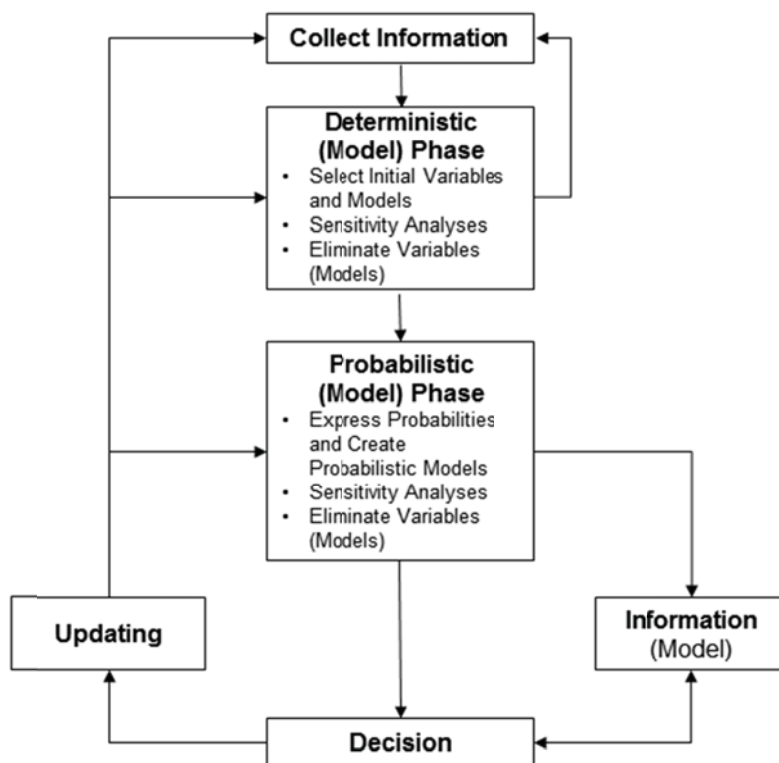 Collect Information
Deterministic
(Model) Phase
• Select Initial Variables
and Models
• Sensitivity Analyses
• Eliminate Variables
(Models)
Probabilistic
(Model) Phase
• Express Probabilities
and Create
Probabilistic Models
• Sensitivity Analyses
• Eliminate Variables
(Models)
Updating
Information
(Model)
Decision